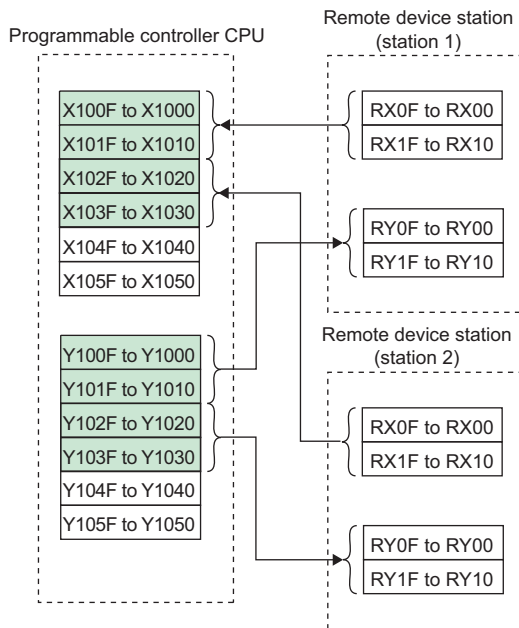 Programmable controller CPU
X100F to X1000
X101F to X1010
X102F to X1020
X103F to X1030
X104F to X1040
X105F to X1050
Y100F to Y1000
Y101F to Y1010
Y102F to Y1020
Y103F to Y1030
Y104F to Y1040
Y105F to Y1050
Remote device station
(station 1)
RX0F to RX00
RX1F to RX10
RY0F to RY00
RY1F to RY10
Remote device station
(station 2)
RX0F to RX00
RX1F to RX10
RY0F to RY00
RY1F to RY10